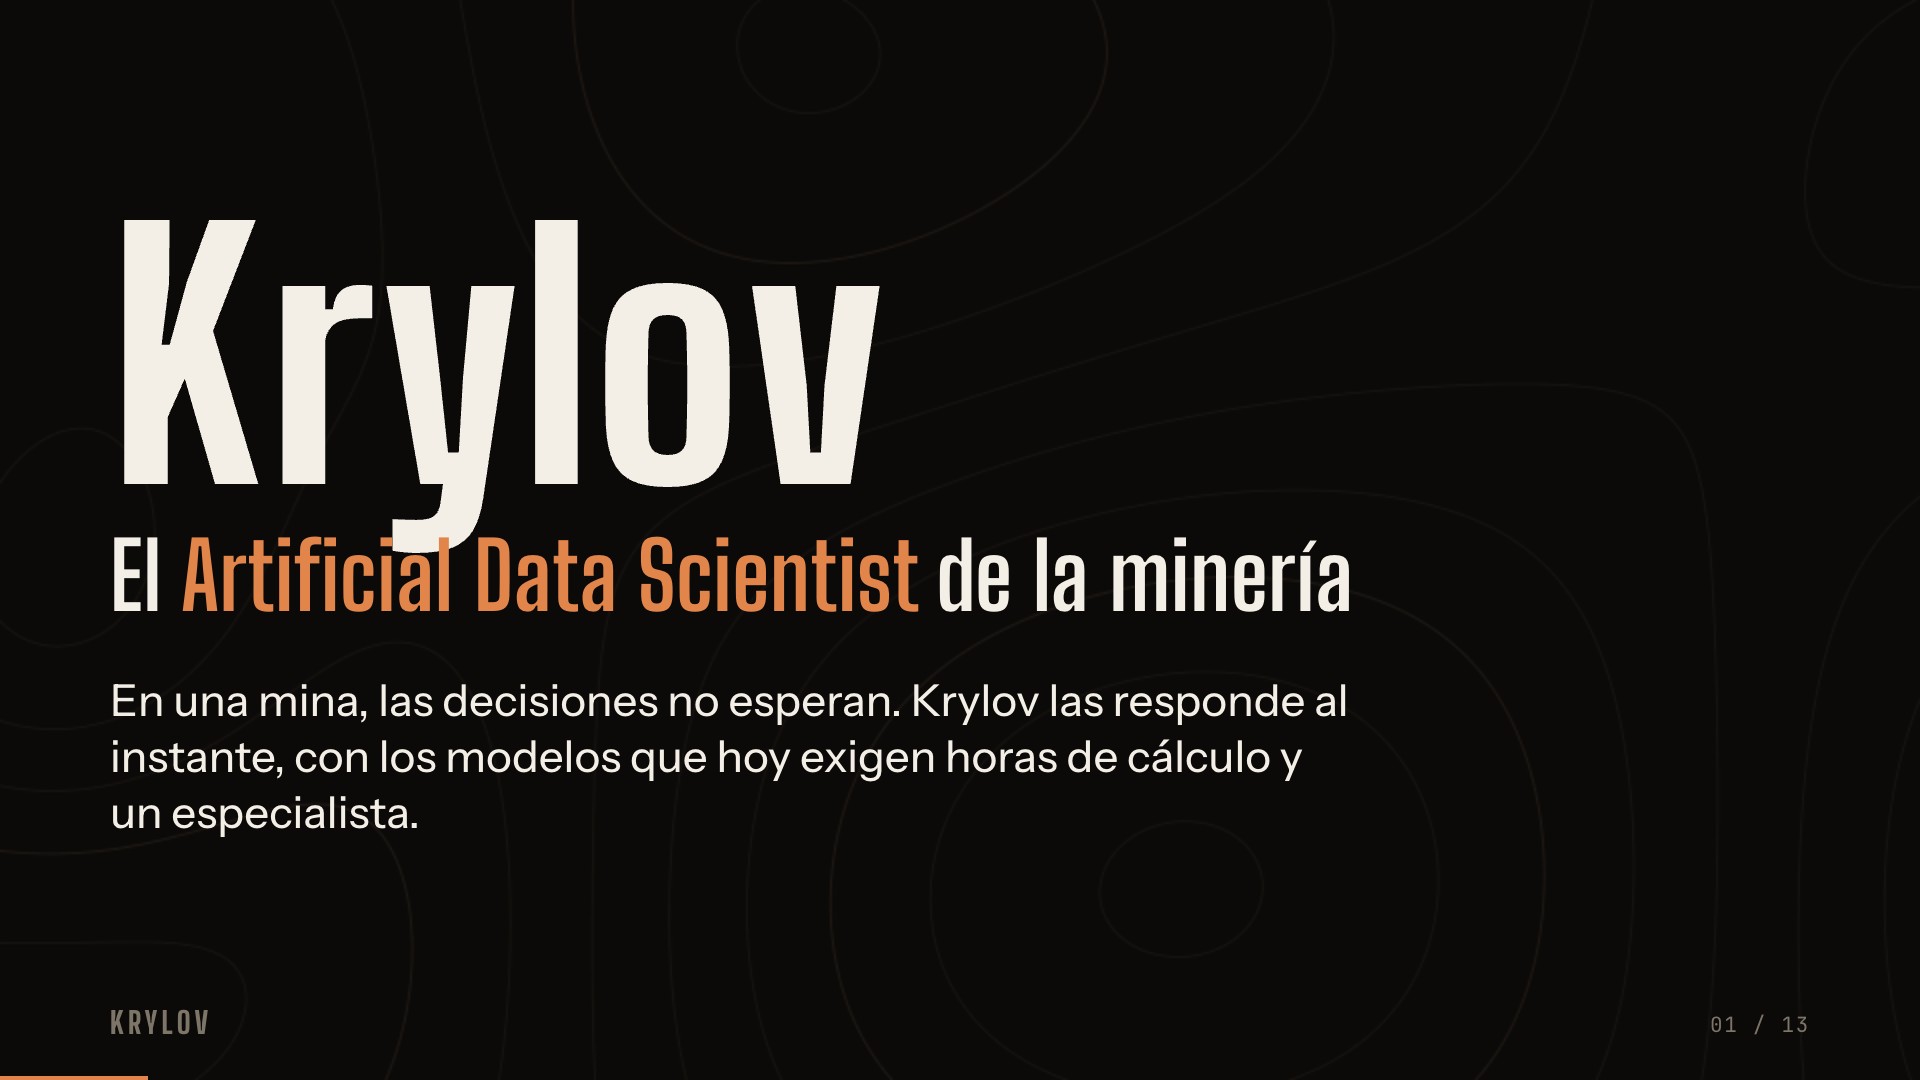 Krylov
El Artificial Data Scientist de la minería
En una mina, las decisiones no esperan. Krylov las responde al
instante, con los modelos que hoy exigen horas de cálculo y
un especialista.
KRYLOV
01 / 13